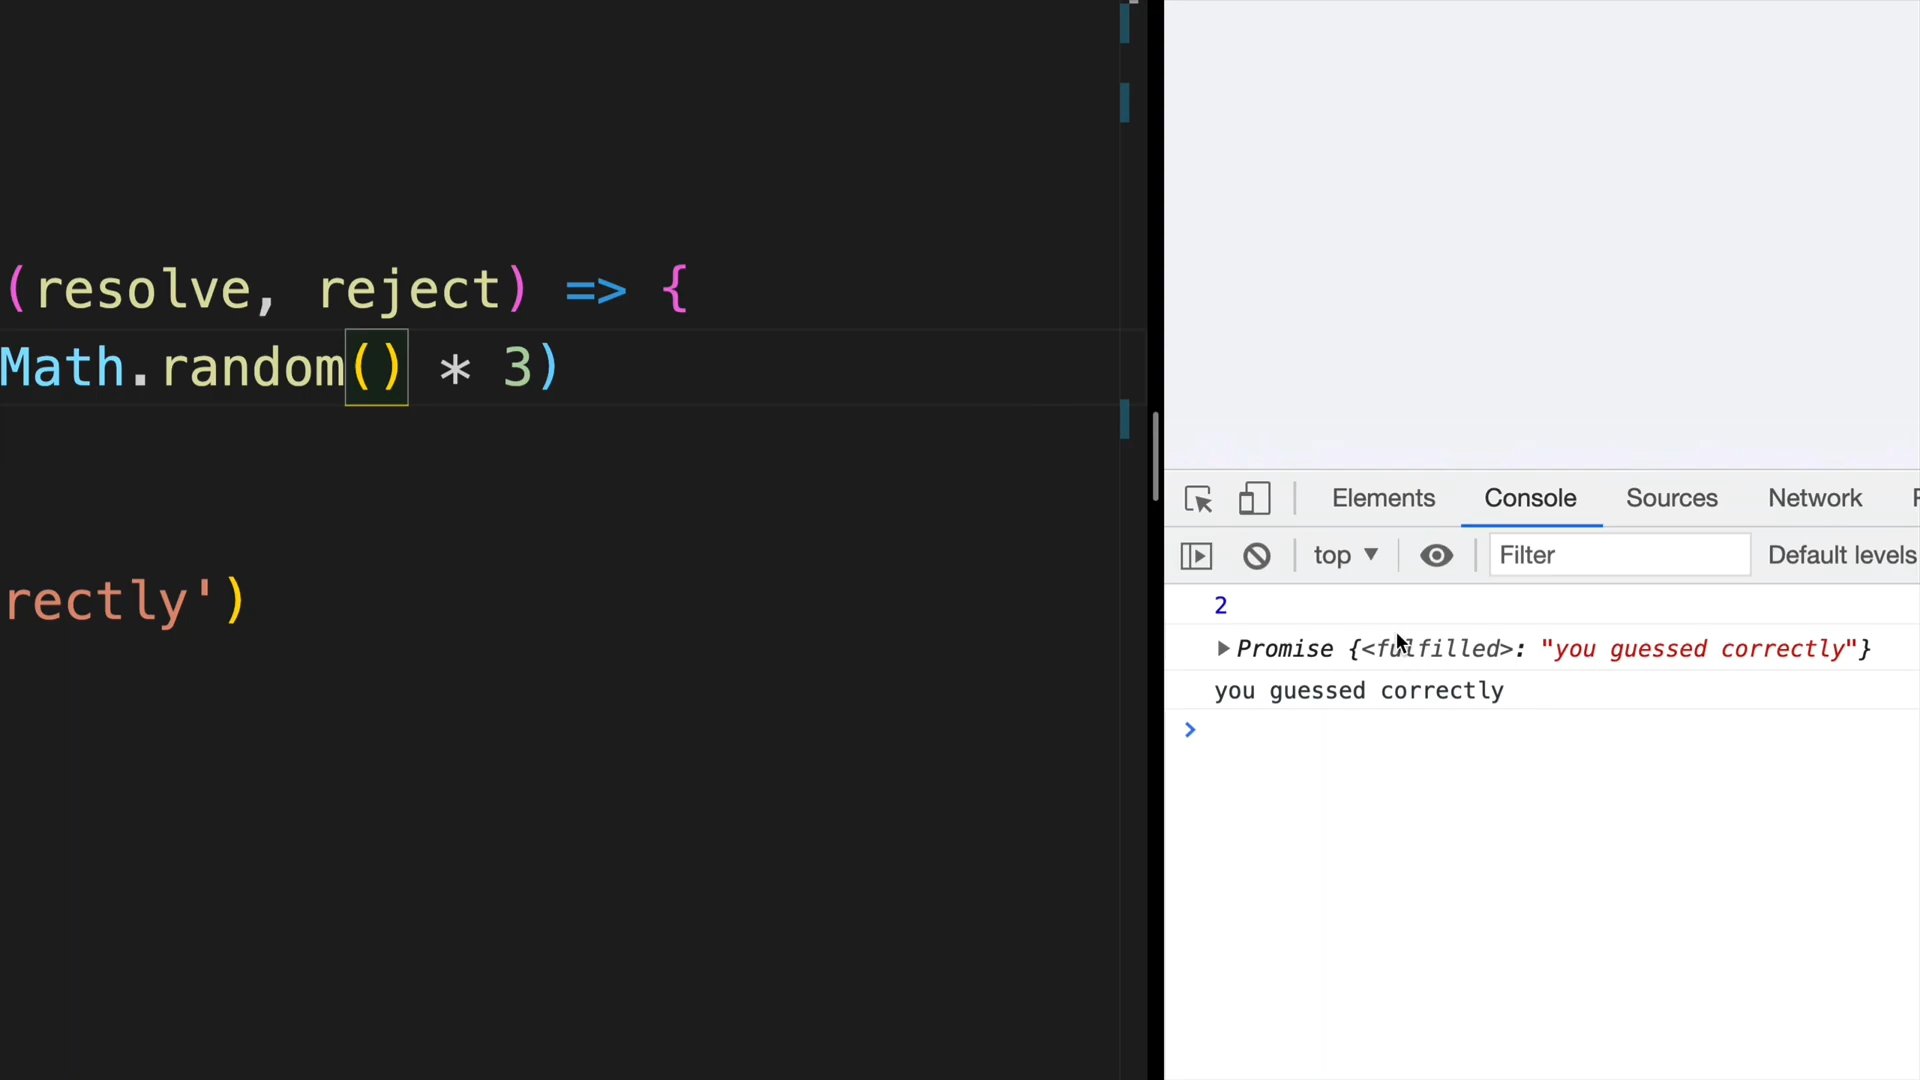 (resolve, reject) => {
Math.random() * 3)
rectly')
Elements Console Sources Network
top ▼ Filter Default levels
2
▶ Promise {<fulfilled>: "you guessed correctly"}
you guessed correctly
>